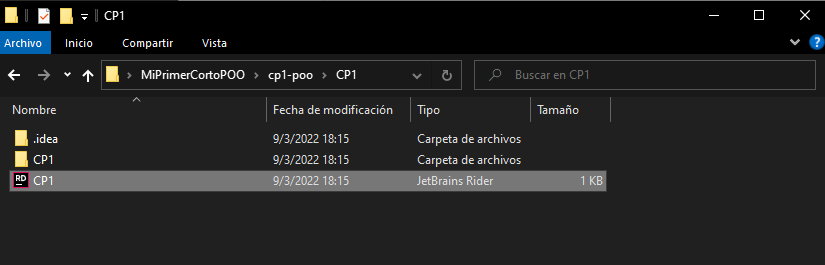 CP1
Archivo Inicio Compartir Vista
MiPrimerCortoPOO > cp1-poo > CP1 Buscar en CP1
Nombre Fecha de modificación Tipo Tamaño
.idea 9/3/2022 18:15 Carpeta de archivos
CP1 9/3/2022 18:15 Carpeta de archivos
RD CP1 9/3/2022 18:15 JetBrains Rider 1 KB